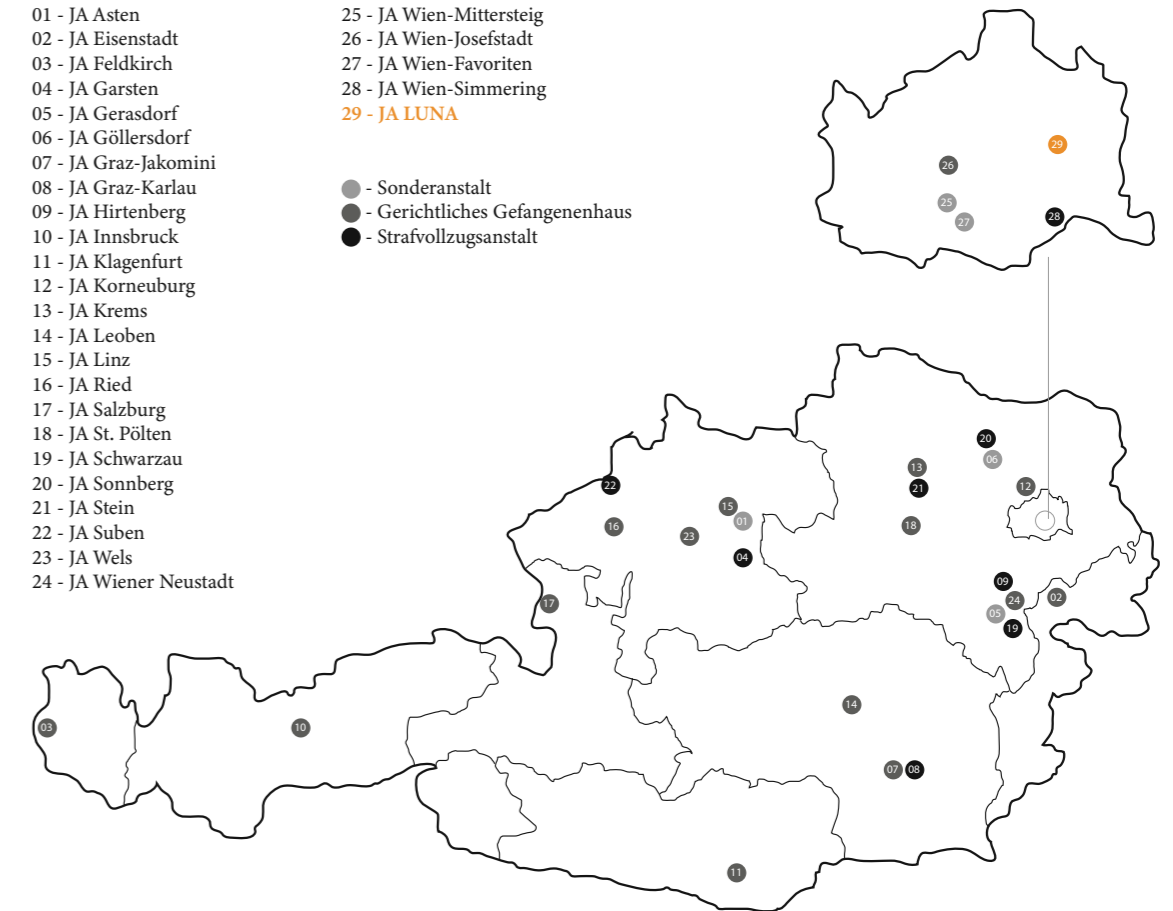 01 - JA Asten
02 - JA Eisenstadt
03 - JA Feldkirch
04 - JA Garsten
05 - JA Gerasdorf
06 - JA Göllersdorf
07 - JA Graz-Jakomini
08 - JA Graz-Karlau
09 - JA Hirtenberg
10 - JA Innsbruck
11 - JA Klagenfurt
12 - JA Korneuburg
13 - JA Krems
14 - JA Leoben
15 - JA Linz
16 - JA Ried
17 - JA Salzburg
18 - JA St. Pölten
19 - JA Schwarzau
20 - JA Sonnberg
21 - JA Stein
22 - JA Suben
23 - JA Wels
24 - JA Wiener Neustadt
25 - JA Wien-Mittersteig
26 - JA Wien-Josefstadt
27 - JA Wien-Favoriten
28 - JA Wien-Simmering
29 - JA LUNA
- Sonderanstalt
- Gerichtliches Gefangenenhaus
- Strafvollzugsanstalt
29
26
25
27
28
20
06
13
21
12
22
15
01
16
23
18
04
09
24
02
05
19
17
14
03
10
07
08
11